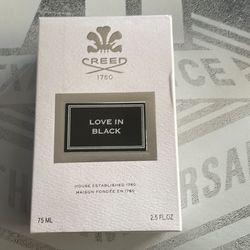 CREED
1760
LOVE IN
BLACK
HOUSE ESTABLISHED 1760
MAISON FONDÉE EN 1760
75 ML 2.5 FL.OZ